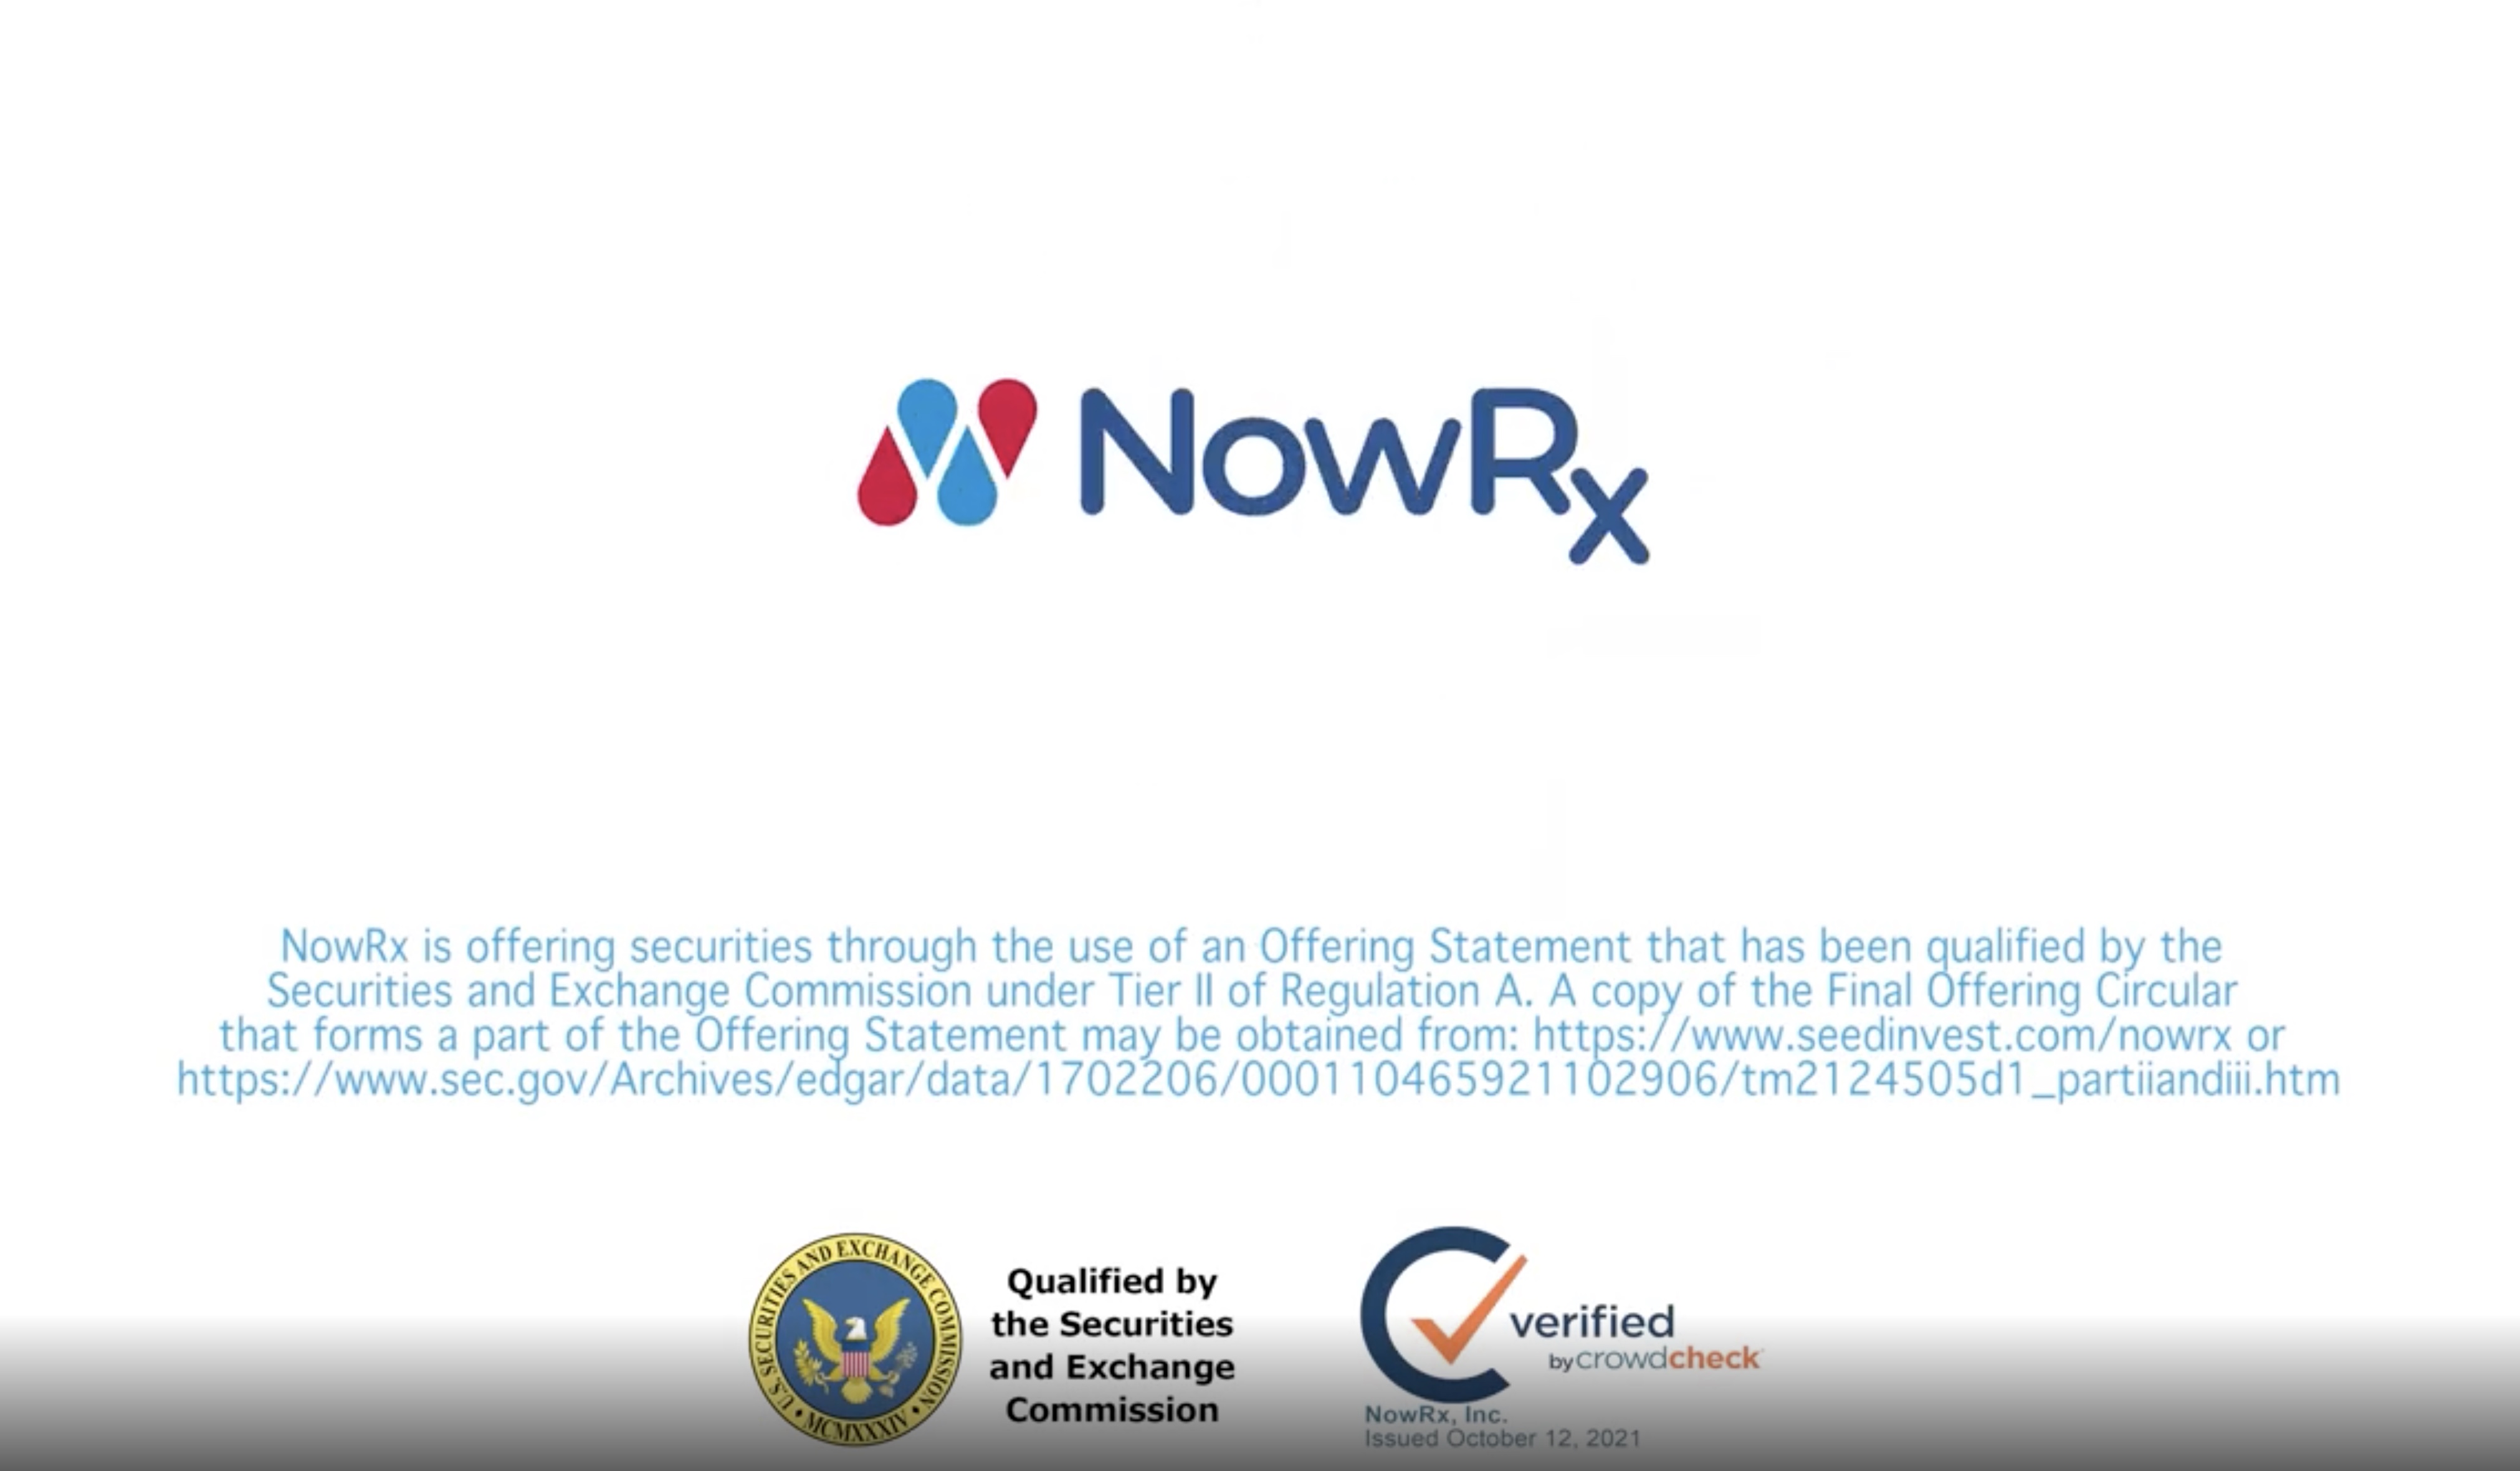 NowRx
NowRx is offering securities through the use of an Offering Statement that has been qualified by the
Securities and Exchange Commission under Tier II of Regulation A. A copy of the Final Offering Circular
that forms a part of the Offering Statement may be obtained from: https://www.seedinvest.com/nowrx or
https://www.sec.gov/Archives/edgar/data/1702206/000110465921102906/tm2124505d1_partiiandiii.htm
U.S. SECURITIES AND EXCHANGE COMMISSION
MCMXXXIV
Qualified by
the Securities
and Exchange
Commission
verified
by crowdcheck
NowRx, Inc.
Issued October 12, 2021